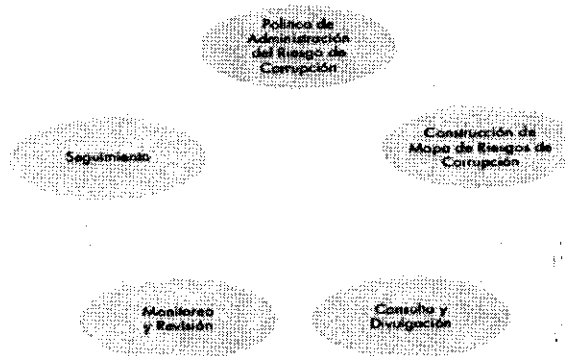 Política de
Administración
del Riesgo de
Corrupción
Construcción de
Mapa de Riesgos de
Corrupción
Consulta y
Divulgación
Monitoreo
y Revisión
Seguimiento